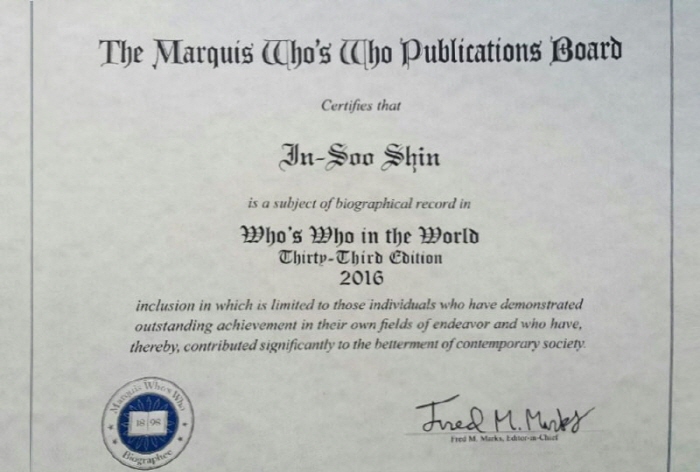 The Marquis Who's Who Publications Board
Certifies that
In-Soo Shin
is a subject of biographical record in
Who's Who in the World
Thirty-Third Edition
2016
inclusion in which is limited to those individuals who have demonstrated
outstanding achievement in their own fields of endeavor and who have,
thereby, contributed significantly to the betterment of contemporary society.
Marquis Who's Who
1898
Biographee
Fred M. Marks
Fred M. Marks, Editor-in-Chief